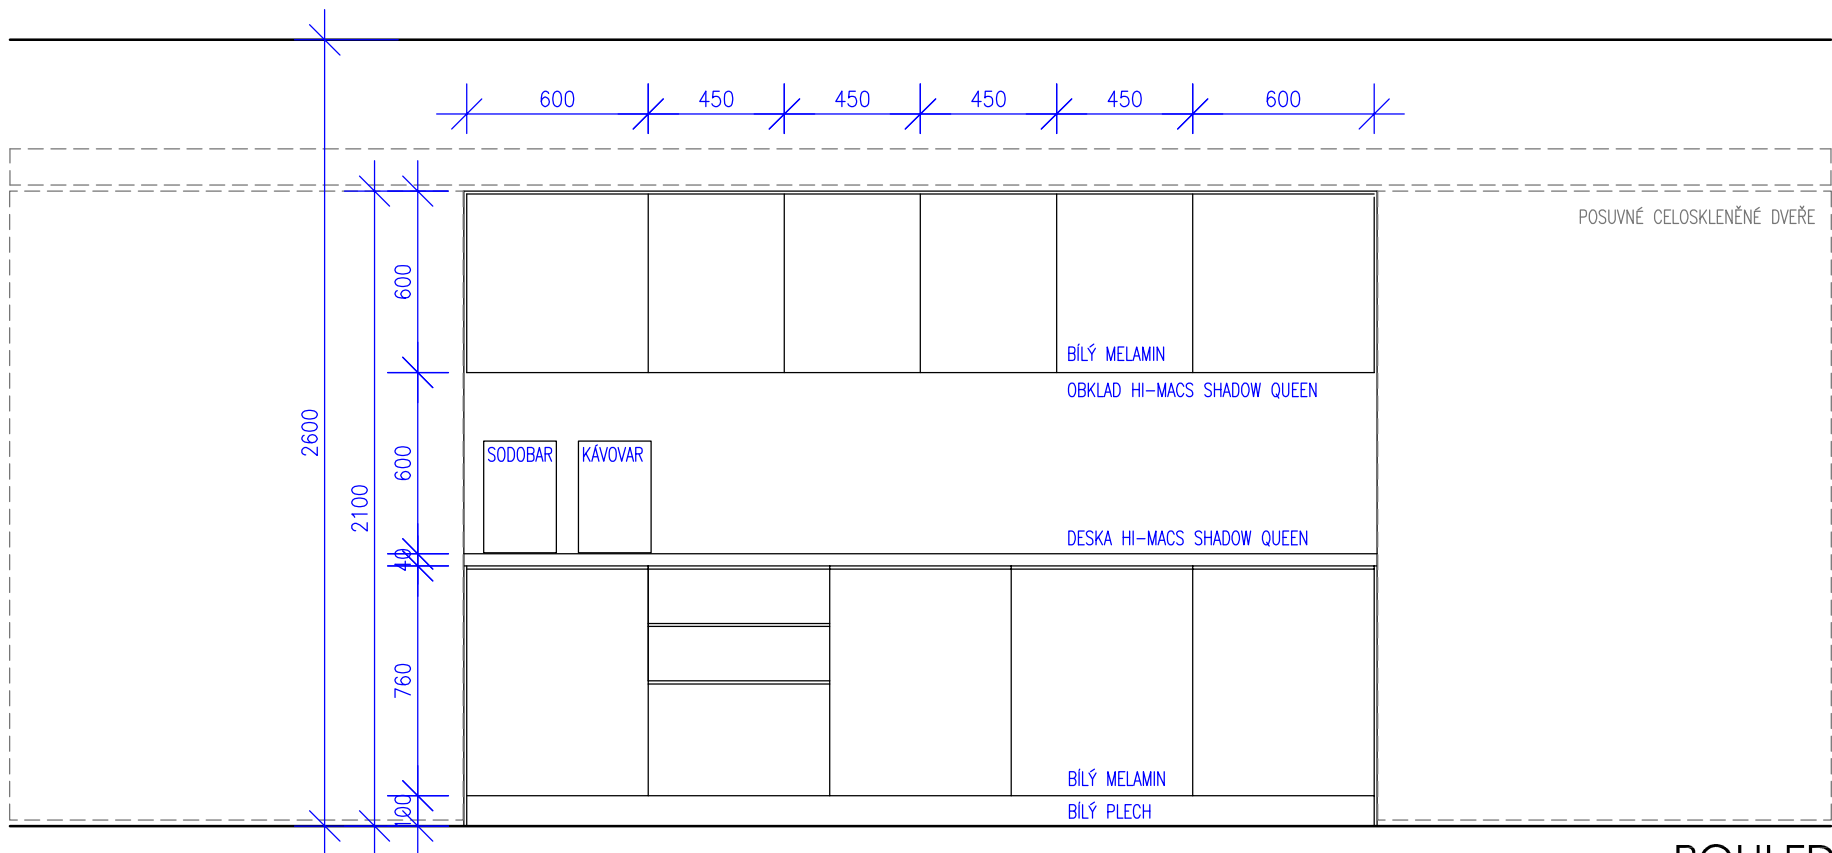 600 450 450 450 450 600
POSUVNÉ CELOSKLENĚNÉ DVEŘE
600
BÍLÝ MELAMIN
OBKLAD HI-MACS SHADOW QUEEN
2600
600
SODOBAR KÁVOVAR
2100
DESKA HI-MACS SHADOW QUEEN
40
760
BÍLÝ MELAMIN
100
BÍLÝ PLECH